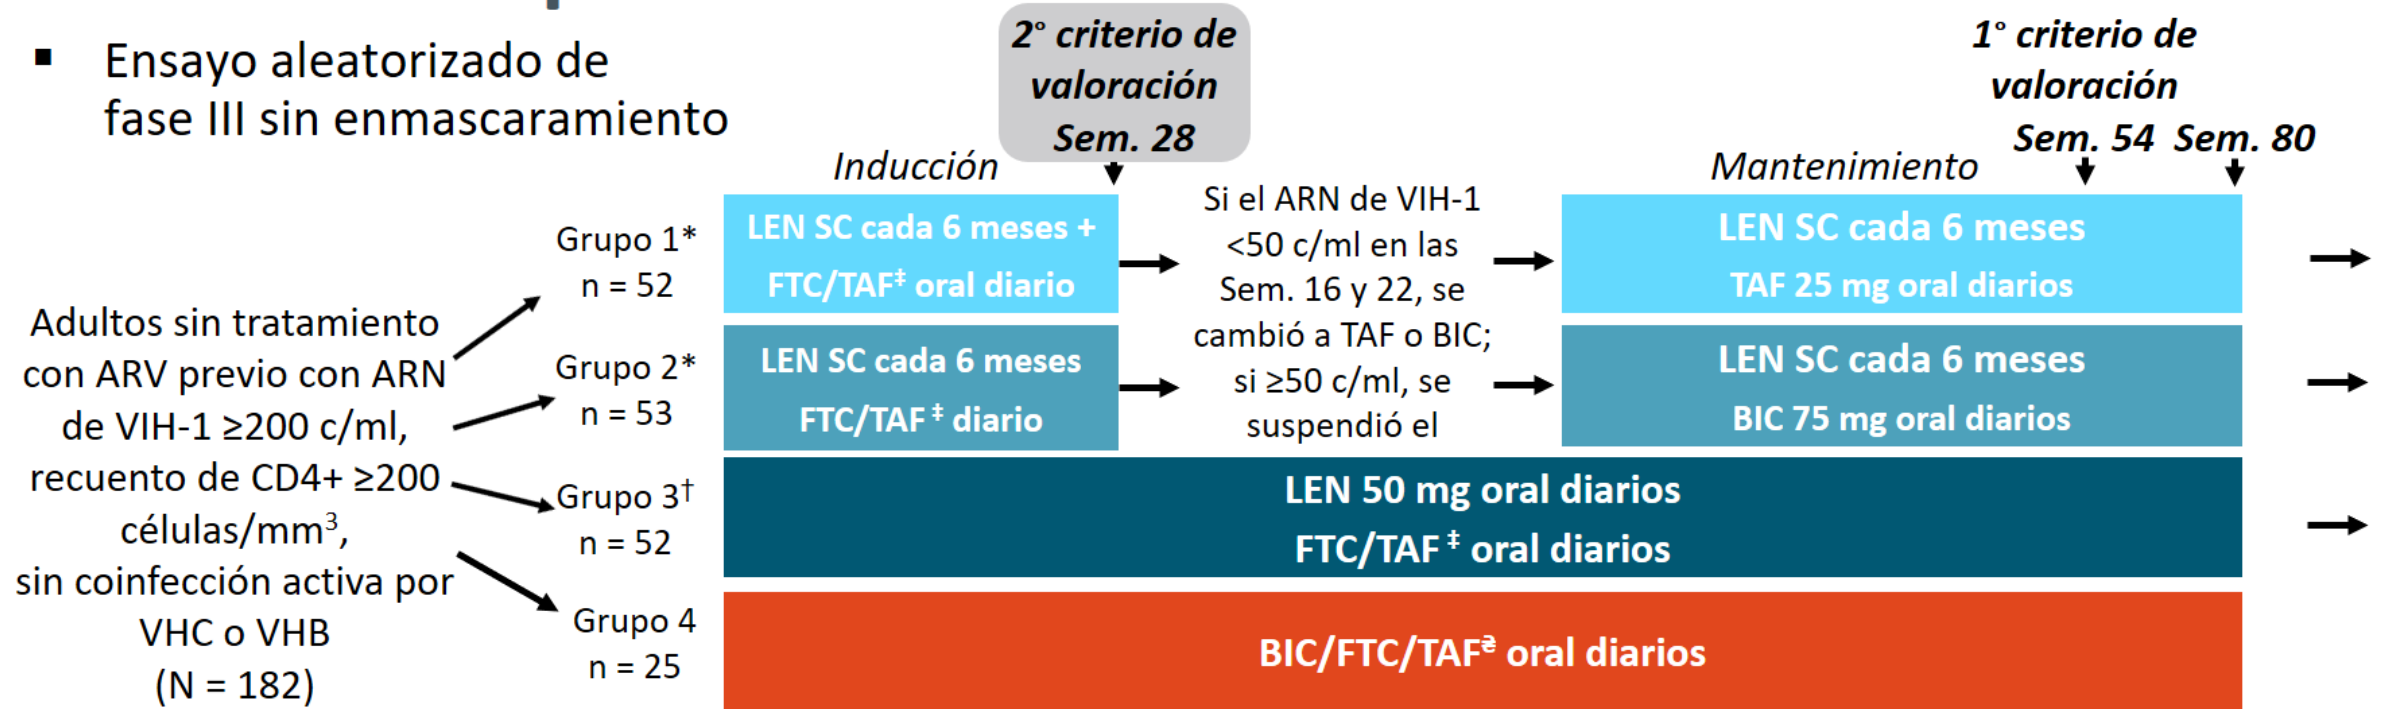 ▪ Ensayo aleatorizado de
fase III sin enmascaramiento
2° criterio de
valoración
Sem. 28
1° criterio de
valoración
Sem. 54 Sem. 80
Inducción
Mantenimiento
Adultos sin tratamiento
con ARV previo con ARN
de VIH-1 ≥200 c/ml,
recuento de CD4+ ≥200
células/mm³,
sin coinfección activa por
VHC o VHB
(N = 182)
Grupo 1*
n = 52
LEN SC cada 6 meses +
FTC/TAF‡ oral diario
Grupo 2*
n = 53
LEN SC cada 6 meses
FTC/TAF ‡ diario
Si el ARN de VIH-1
<50 c/ml en las
Sem. 16 y 22, se
cambió a TAF o BIC;
si ≥50 c/ml, se
suspendió el
LEN SC cada 6 meses
TAF 25 mg oral diarios
LEN SC cada 6 meses
BIC 75 mg oral diarios
Grupo 3†
n = 52
LEN 50 mg oral diarios
FTC/TAF ‡ oral diarios
Grupo 4
n = 25
BIC/FTC/TAF oral diarios